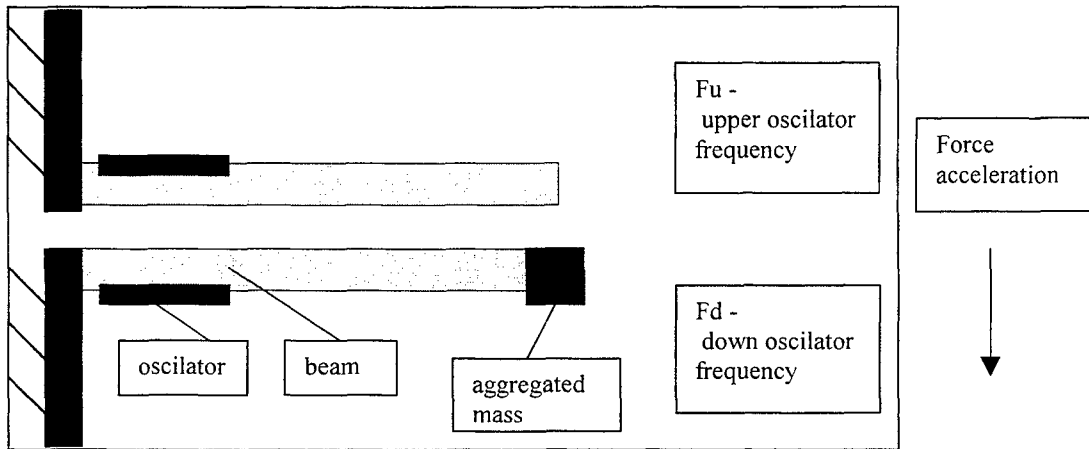 Fu -
upper oscilator
frequency
Force
acceleration
oscilator
beam
aggregated
mass
Fd -
down oscilator
frequency